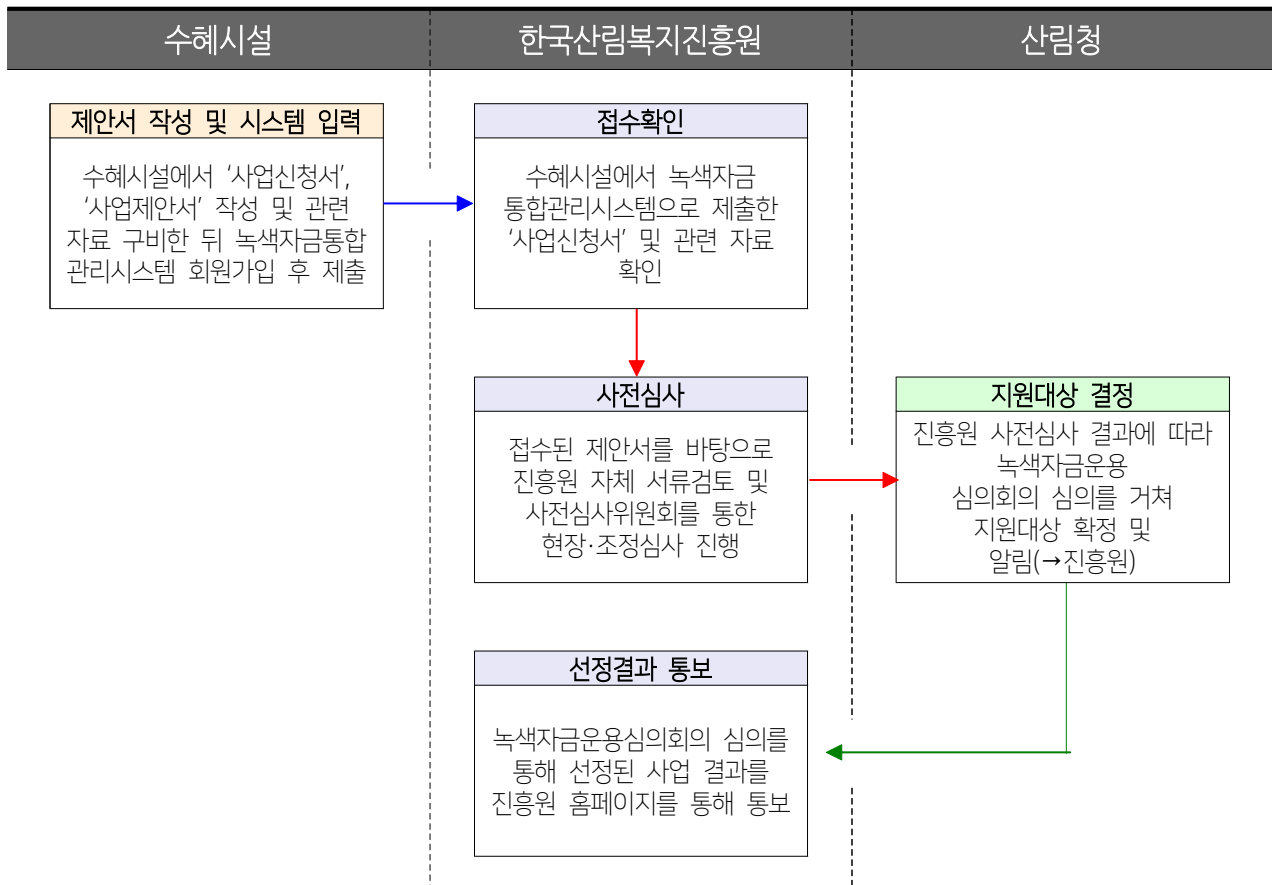 수혜시설
한국산림복지진흥원
산림청
제안서 작성 및 시스템 입력
수혜시설에서 ‘사업신청서’,
‘사업제안서’ 작성 및 관련
자료 구비한 뒤 녹색자금통합
관리시스템 회원가입 후 제출
접수확인
수혜시설에서 녹색자금
통합관리시스템으로 제출한
‘사업신청서’ 및 관련 자료
확인
사전심사
접수된 제안서를 바탕으로
진흥원 자체 서류검토 및
사전심사위원회를 통한
현장·조정심사 진행
지원대상 결정
진흥원 사전심사 결과에 따라
녹색자금운용
심의회의 심의를 거쳐
지원대상 확정 및
알림(→진흥원)
선정결과 통보
녹색자금운용심의회의 심의를
통해 선정된 사업 결과를
진흥원 홈페이지를 통해 통보